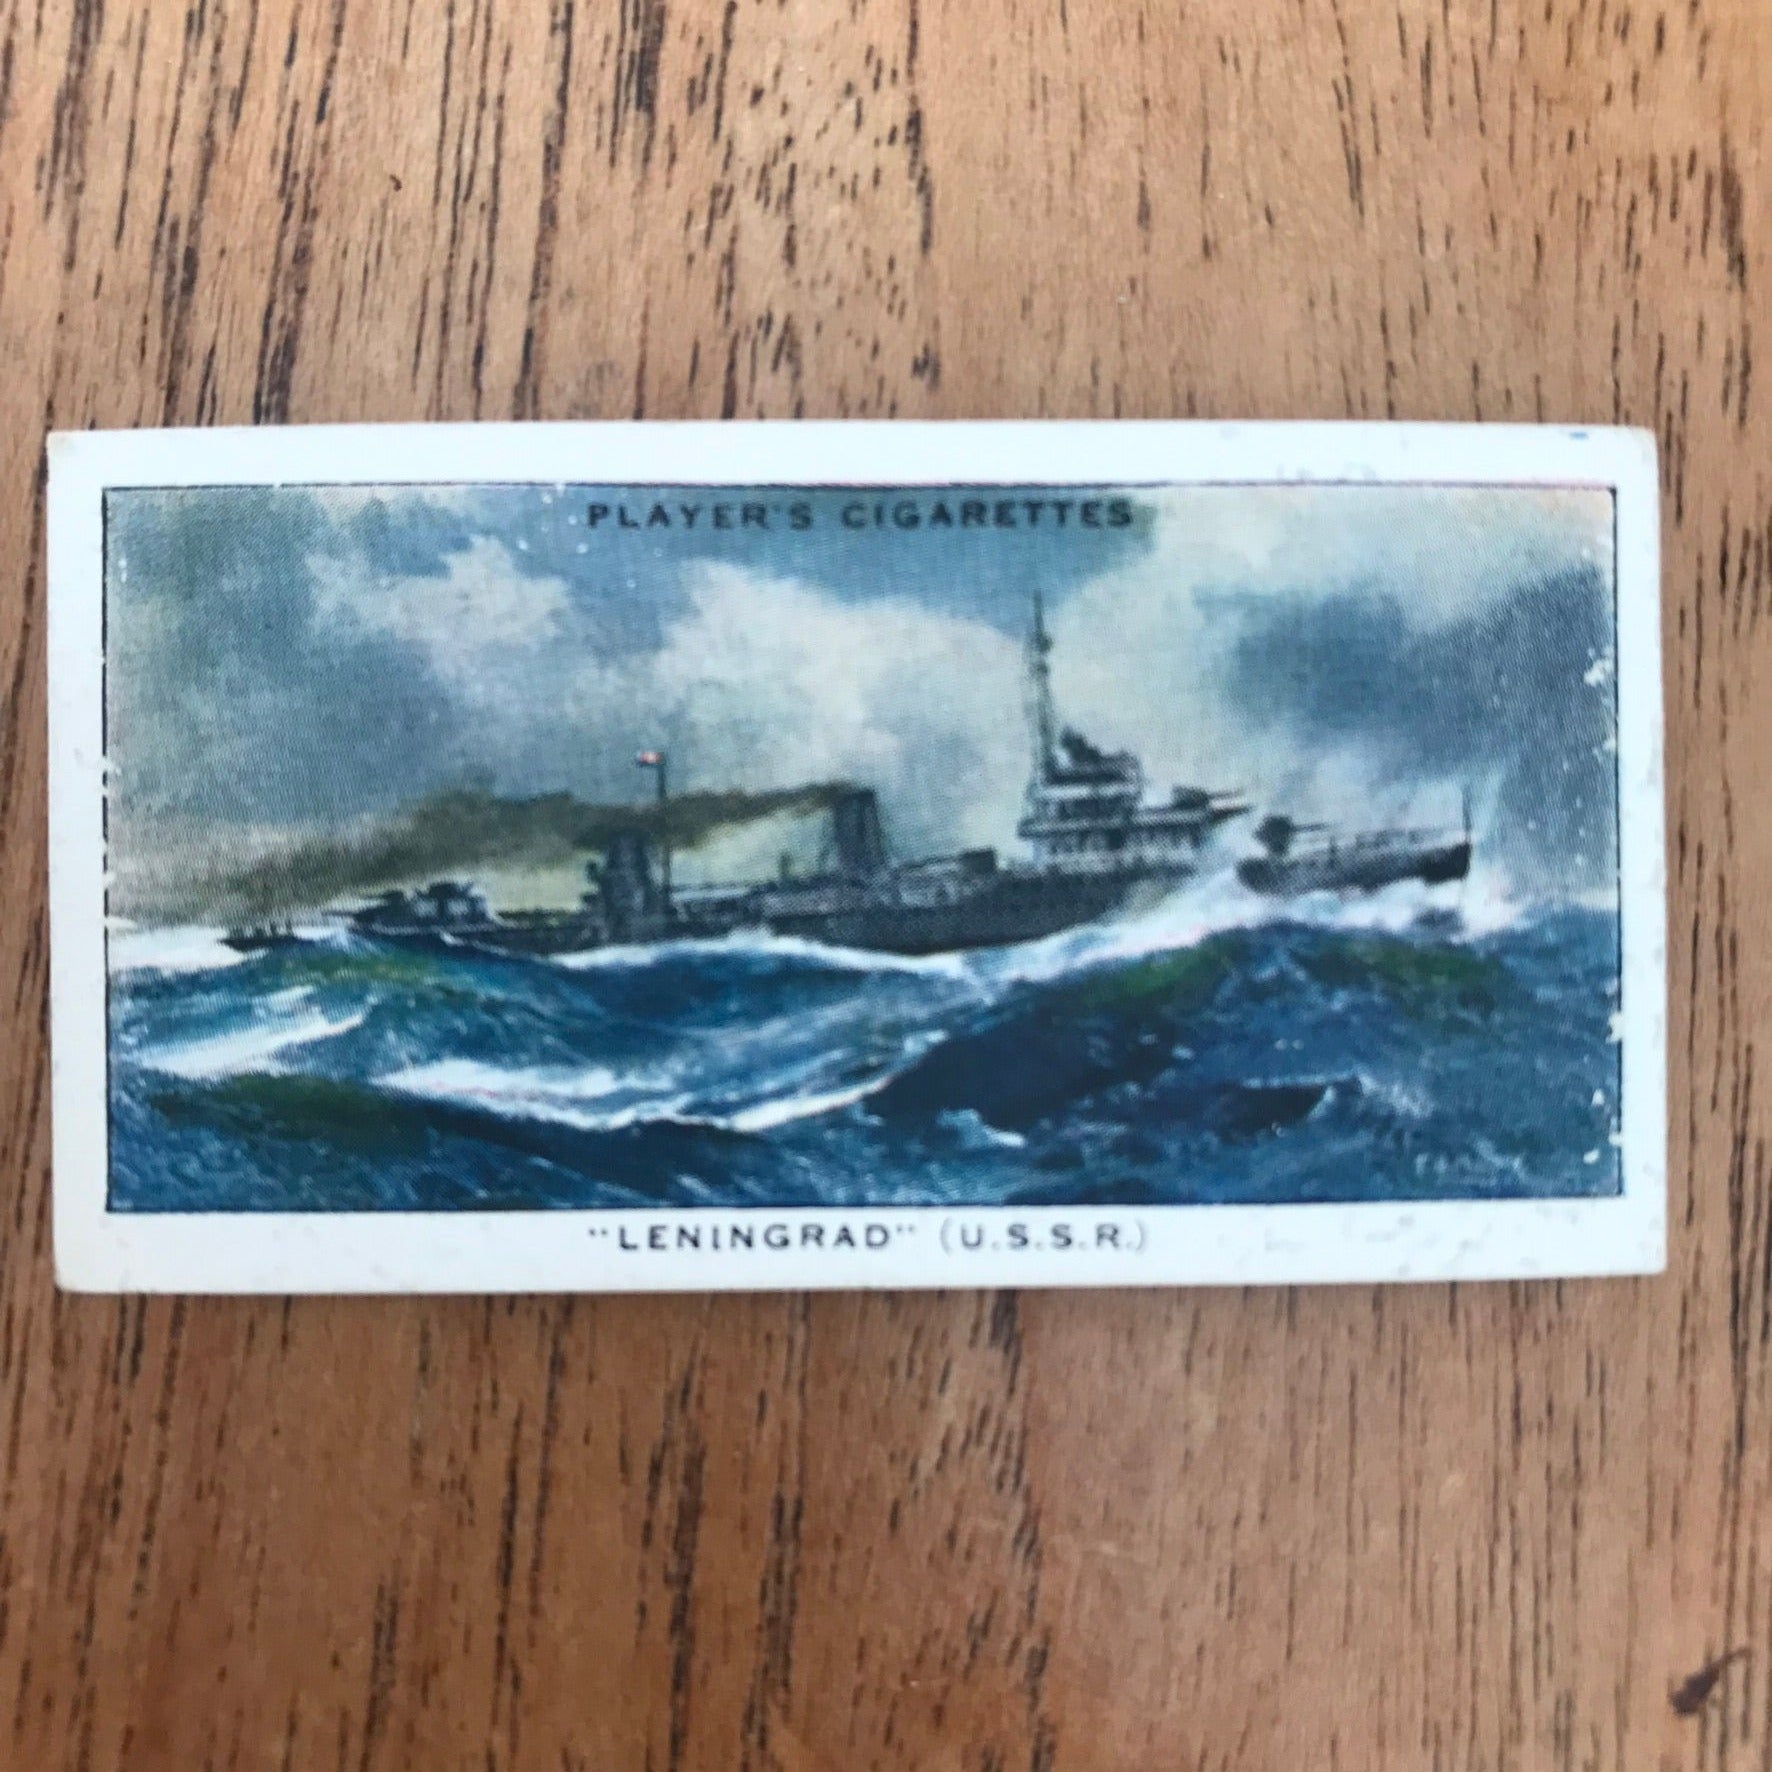 PLAYER'S CIGARETTES
"LENINGRAD" (U.S.S.R.)